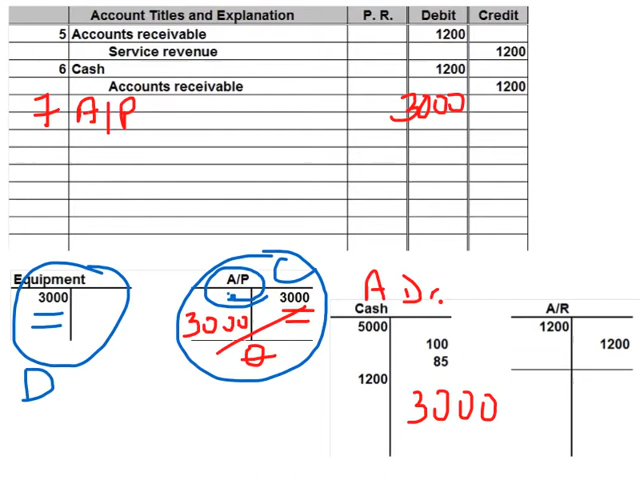 Account Titles and Explanation P. R. Debit Credit
5 Accounts receivable 1200
Service revenue 1200
6 Cash 1200
Accounts receivable 1200
7 A/P 3000
Equipment
3000
D
A/P
C
3000
3000
0
A Dr.
Cash
5000
100
85
1200
3000
A/R
1200
1200